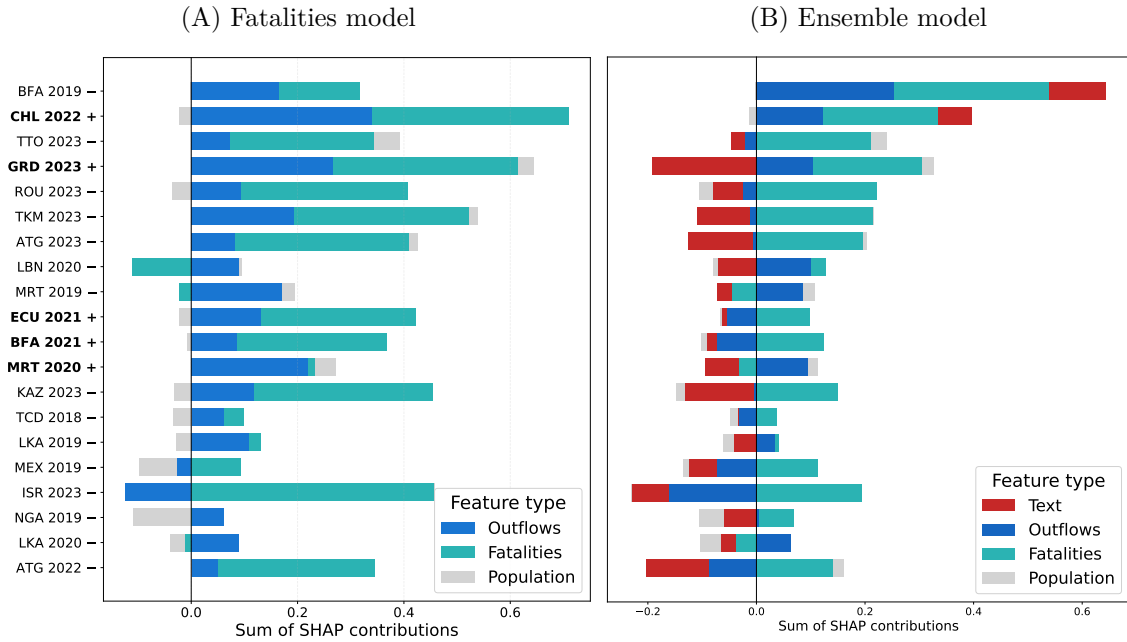 (A) Fatalities model
BFA 2019 −
CHL 2022 +
TTO 2023 −
GRD 2023 +
ROU 2023 −
TKM 2023 −
ATG 2023 −
LBN 2020 −
MRT 2019 −
ECU 2021 +
BFA 2021 +
MRT 2020 +
KAZ 2023 −
TCD 2018 −
LKA 2019 −
MEX 2019 −
ISR 2023 −
NGA 2019 −
LKA 2020 −
ATG 2022 −
Feature type
Outflows
Fatalities
Population
0.0 0.2 0.4 0.6
Sum of SHAP contributions
(B) Ensemble model
Feature type
Text
Outflows
Fatalities
Population
−0.2 0.0 0.2 0.4 0.6
Sum of SHAP contributions